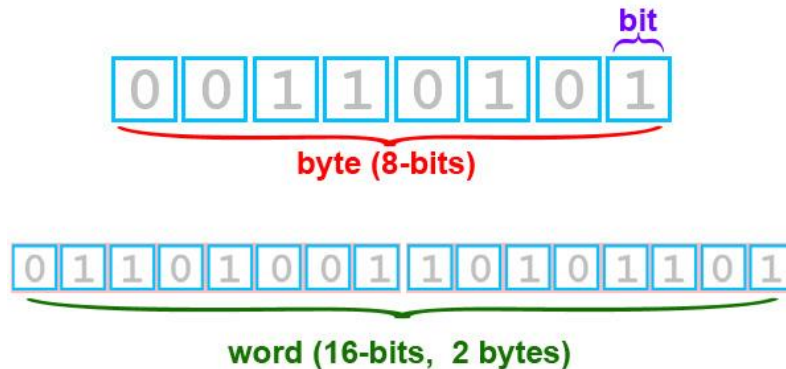 bit
0 0 1 1 0 1 0 1
byte (8-bits)
0 1 1 0 1 0 0 1 1 0 1 0 1 1 0 1
word (16-bits, 2 bytes)